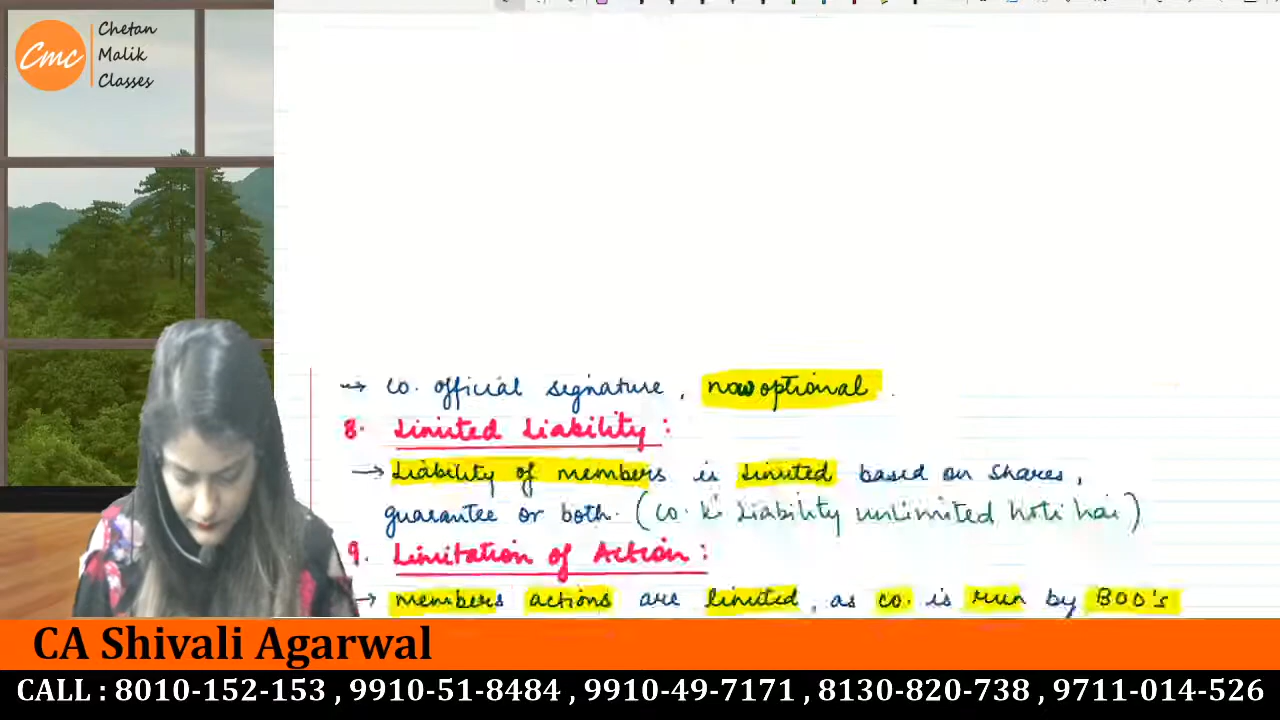 Cmc
Chetan
Malik
Classes
→ Co. official signature, now optional.
8. Limited Liability :
→ Liability of members is limited based on shares,
guarantee or both. (Co. ki liability unlimited hoti hai)
9. Limitation of Action :
→ members actions are limited, as co. is run by BOD's
CA Shivali Agarwal
CALL : 8010-152-153 , 9910-51-8484 , 9910-49-7171 , 8130-820-738 , 9711-014-526